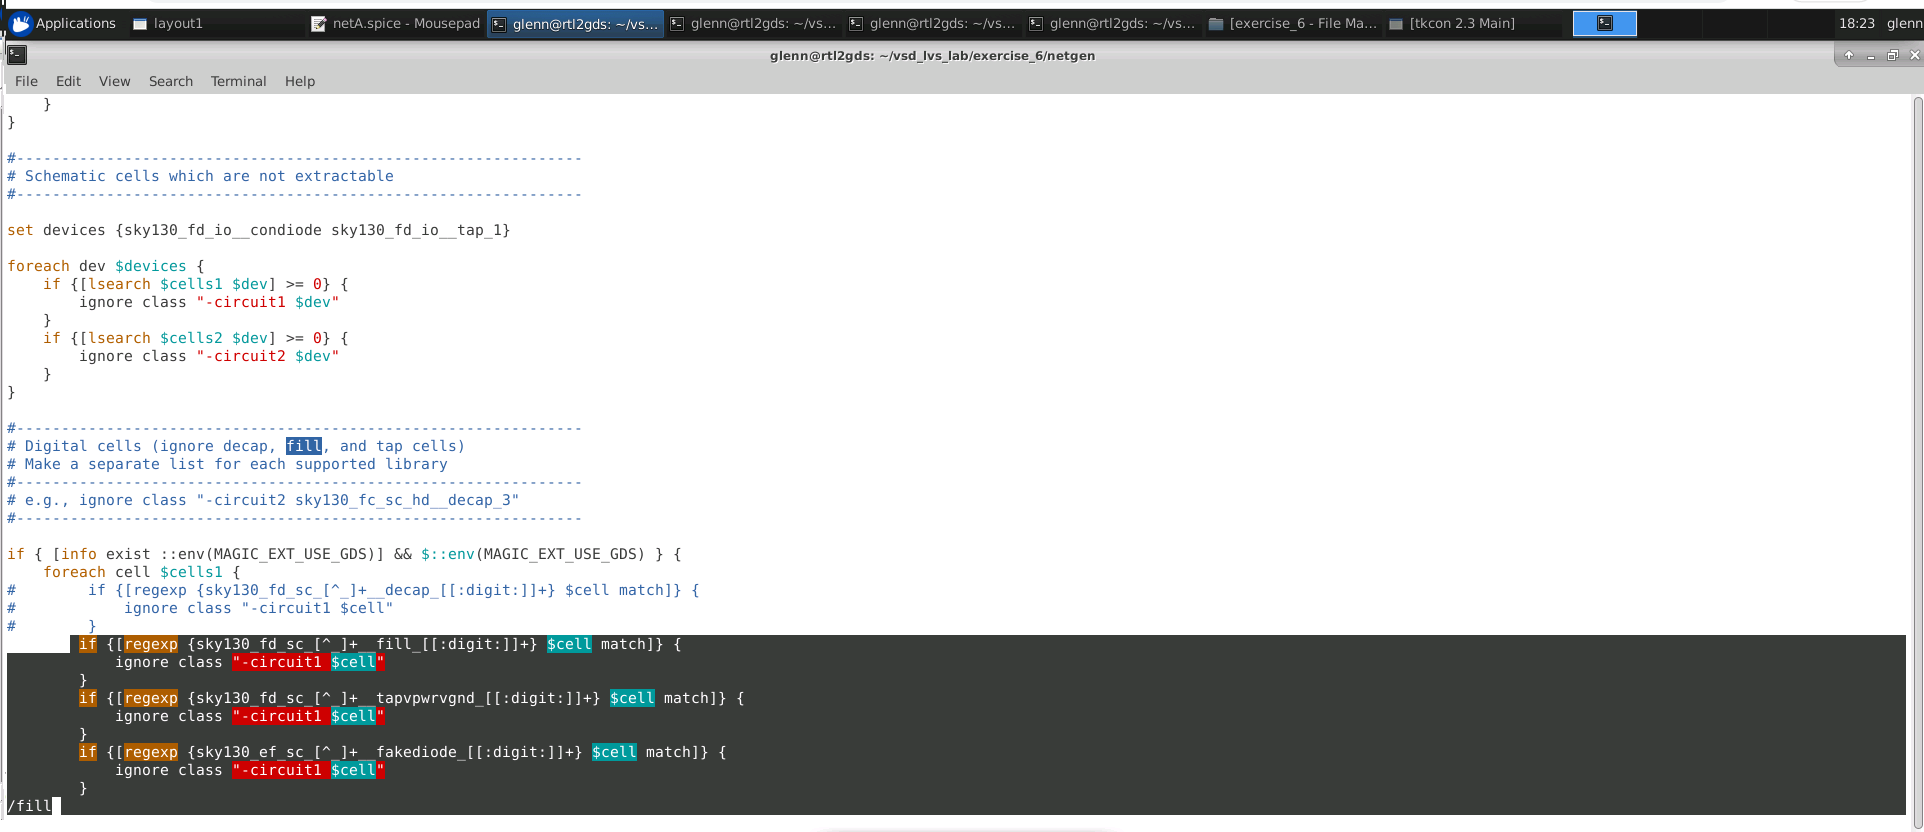 Applications layout1 netA.spice - Mousepad glenn@rtl2gds: ~/vs... glenn@rtl2gds: ~/vs... glenn@rtl2gds: ~/vs... glenn@rtl2gds: ~/vs... [exercise_6 - File Ma... [tkcon 2.3 Main] 18:23 glenn
glenn@rtl2gds: ~/vsd_lvs_lab/exercise_6/netgen
File Edit View Search Terminal Help
    }
}
#---------------------------------------------------------------
# Schematic cells which are not extractable
#---------------------------------------------------------------
set devices {sky130_fd_io__condiode sky130_fd_io__tap_1}
foreach dev $devices {
    if {[lsearch $cells1 $dev] >= 0} {
        ignore class "-circuit1 $dev"
    }
    if {[lsearch $cells2 $dev] >= 0} {
        ignore class "-circuit2 $dev"
    }
}
#---------------------------------------------------------------
# Digital cells (ignore decap, fill, and tap cells)
# Make a separate list for each supported library
#---------------------------------------------------------------
# e.g., ignore class "-circuit2 sky130_fc_sc_hd__decap_3"
#---------------------------------------------------------------
if { [info exist ::env(MAGIC_EXT_USE_GDS)] && $::env(MAGIC_EXT_USE_GDS) } {
    foreach cell $cells1 {
#        if {[regexp {sky130_fd_sc_[^_]+__decap_[[:digit:]]+} $cell match]} {
#            ignore class "-circuit1 $cell"
#        }
        if {[regexp {sky130_fd_sc_[^_]+__fill_[[:digit:]]+} $cell match]} {
            ignore class "-circuit1 $cell"
        }
        if {[regexp {sky130_fd_sc_[^_]+__tapvpwrvgnd_[[:digit:]]+} $cell match]} {
            ignore class "-circuit1 $cell"
        }
        if {[regexp {sky130_ef_sc_[^_]+__fakediode_[[:digit:]]+} $cell match]} {
            ignore class "-circuit1 $cell"
        }
/fill